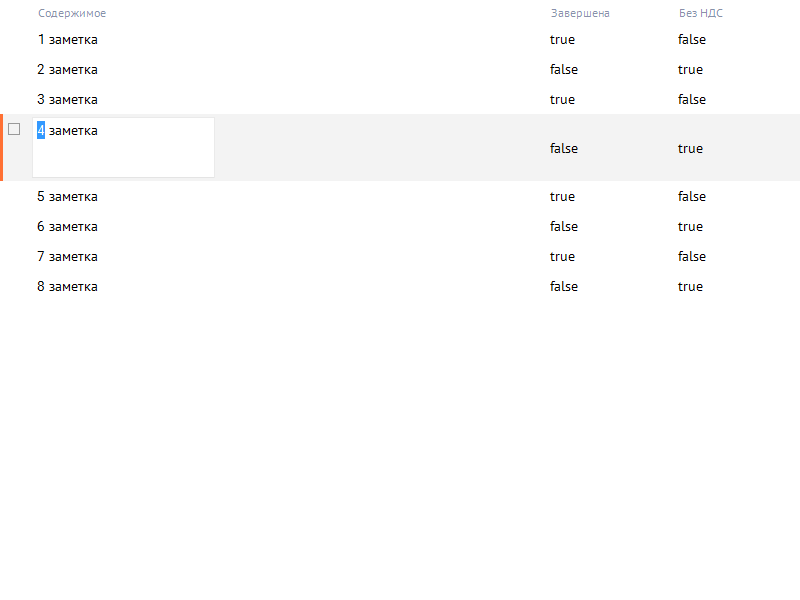 Содержимое Завершена Без НДС
1 заметка true false
2 заметка false true
3 заметка true false
4 заметка false true
5 заметка true false
6 заметка false true
7 заметка true false
8 заметка false true